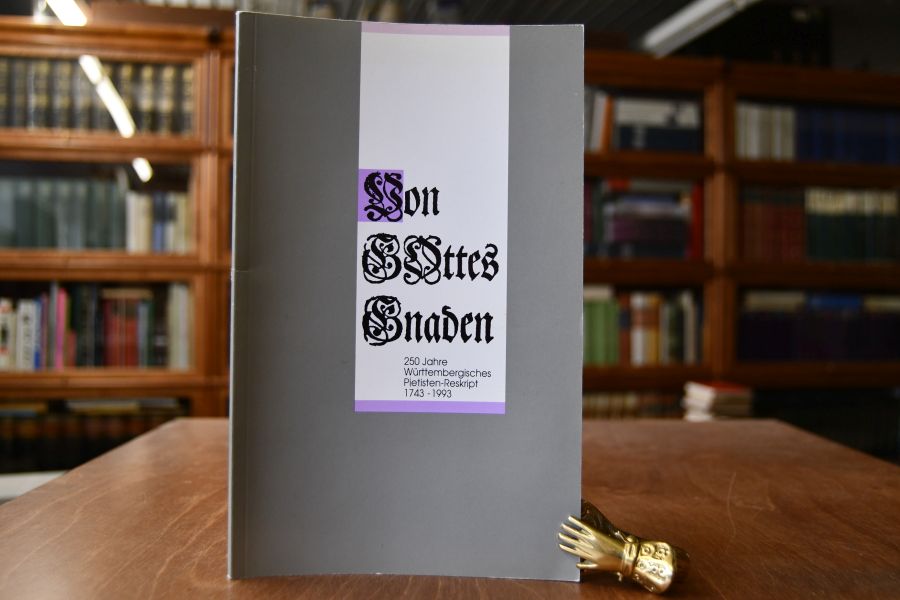 Von
GOttes
Gnaden
250 Jahre
Württembergisches
Pietisten-Reskript
1743 - 1993